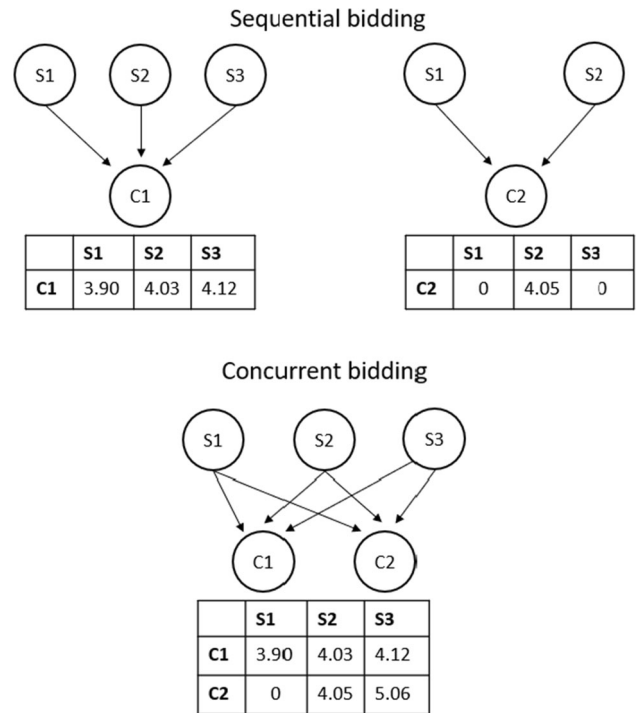 Sequential bidding
S1 S2 S3
C1
S1 S2 S3
C1 3.90 4.03 4.12
S1 S2
C2
S1 S2 S3
C2 0 4.05 0
Concurrent bidding
S1 S2 S3
C1 C2
S1 S2 S3
C1 3.90 4.03 4.12
C2 0 4.05 5.06